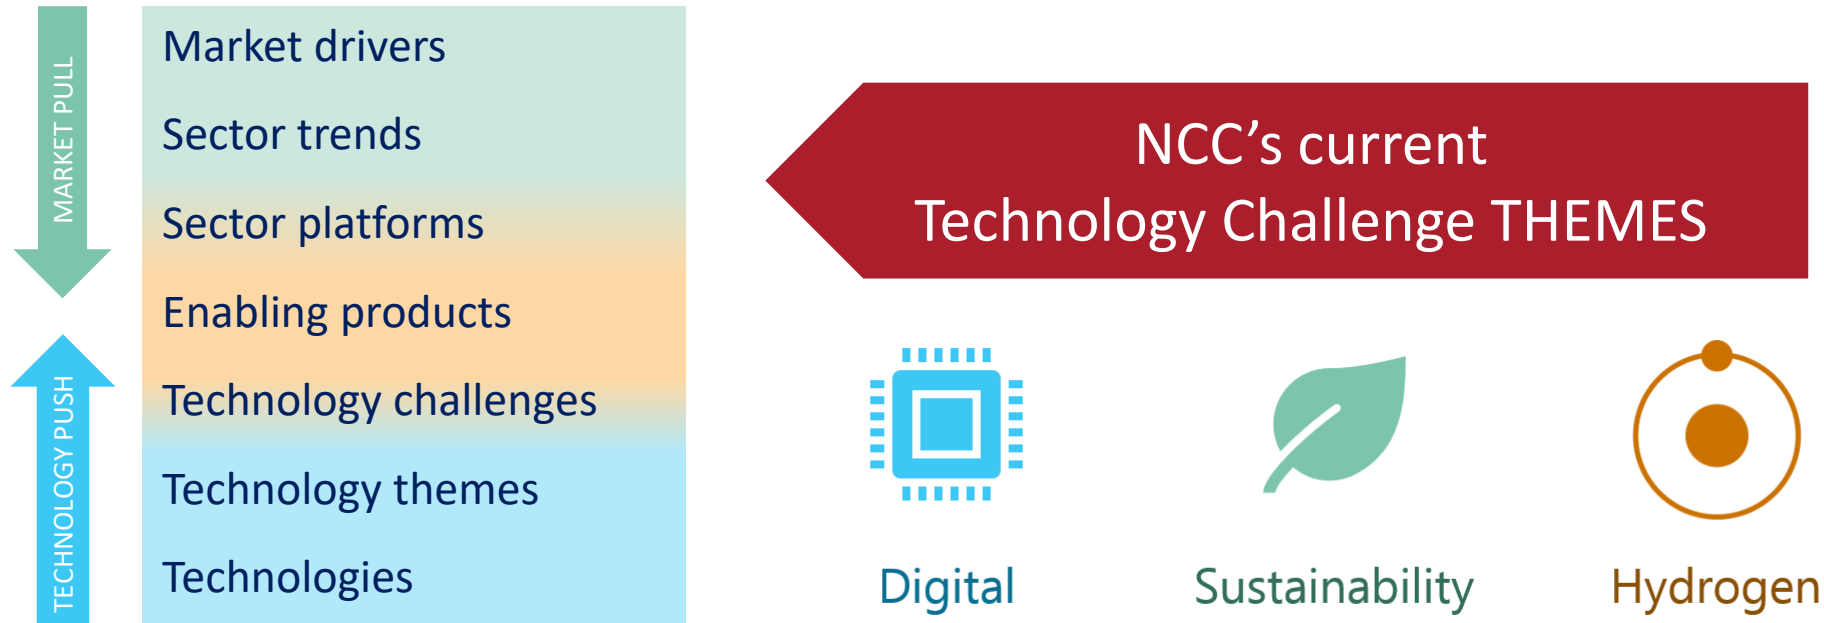 MARKET PULL
TECHNOLOGY PUSH
Market drivers
Sector trends
Sector platforms
Enabling products
Technology challenges
Technology themes
Technologies
NCC’s current
Technology Challenge THEMES
Digital
Sustainability
Hydrogen